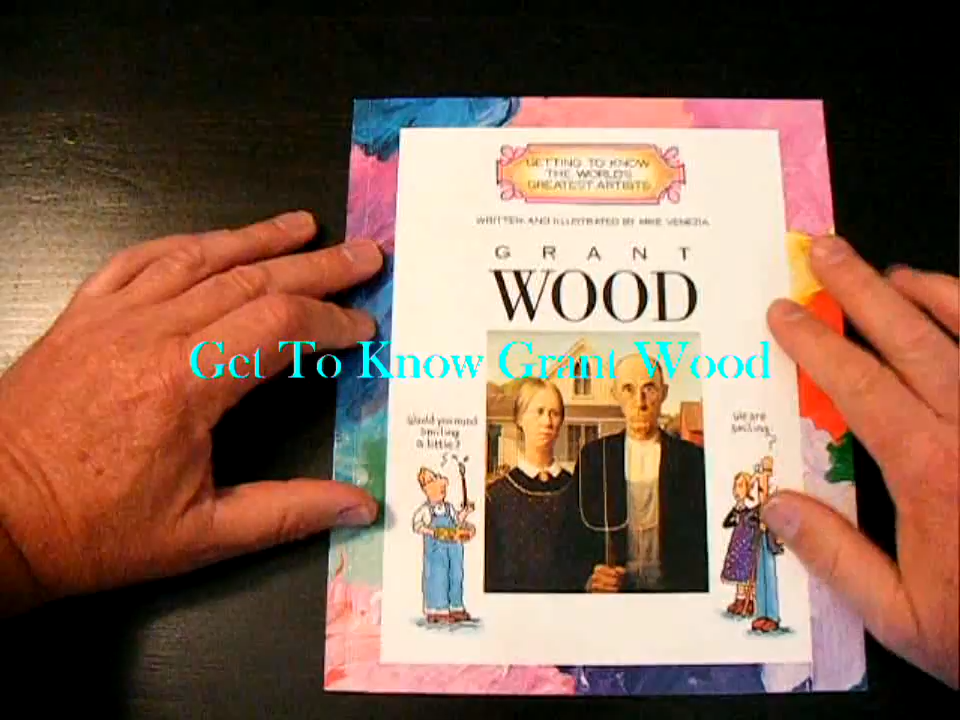 GETTING TO KNOW
THE WORLD'S
GREATEST ARTISTS
WRITTEN AND ILLUSTRATED BY MIKE VENEZIA
GRANT
WOOD
Get To Know Grant Wood
Would you mind
smiling
a little?
We are
smiling.